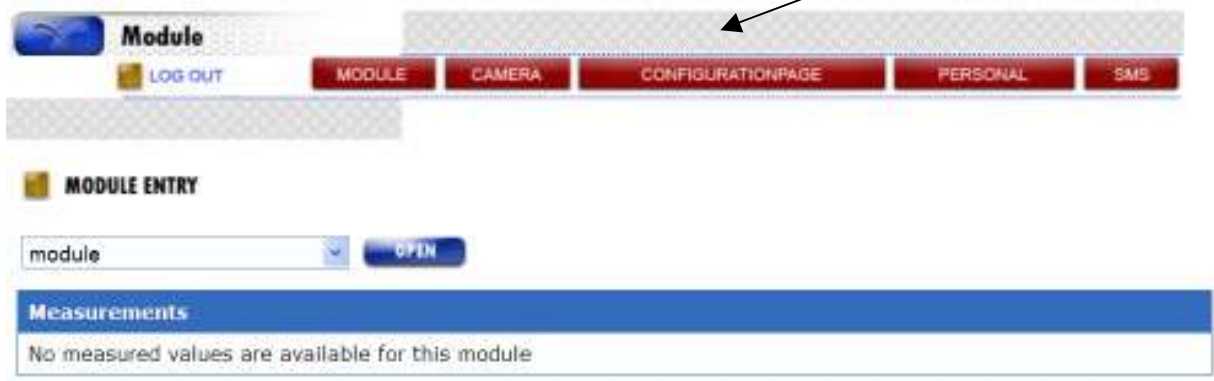 Module
LOG OUT MODULE CAMERA CONFIGURATIONPAGE PERSONAL SMS
MODULE ENTRY
module OPEN
Measurements
No measured values are available for this module